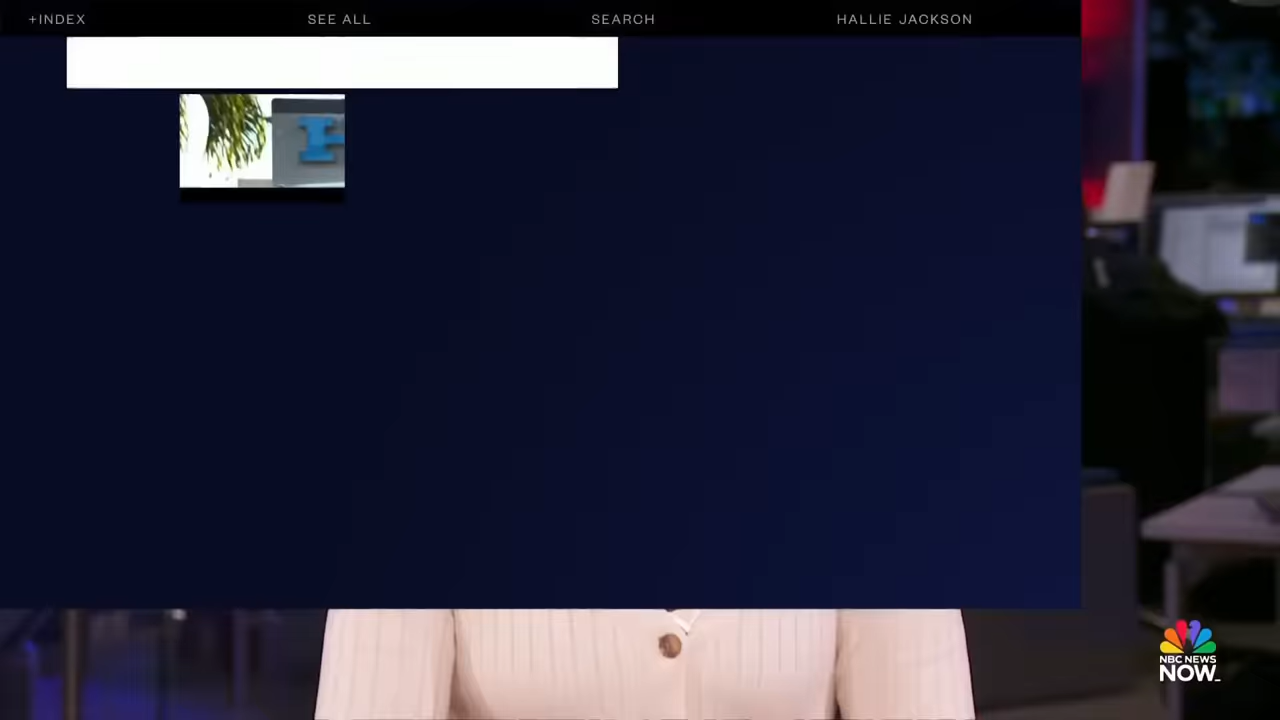 +INDEX
SEE ALL
SEARCH
HALLIE JACKSON
NBC NEWS
NOW